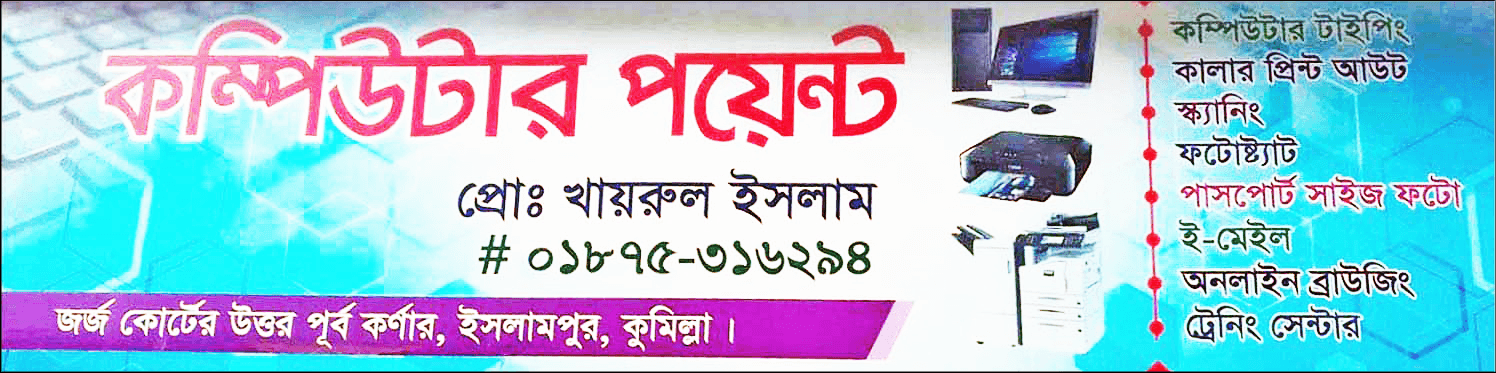 কম্পিউটার পয়েন্ট
প্রোঃ খায়রুল ইসলাম
# ০১৮৭৫-৩১৬২৯৪
জর্জ কোর্টের উত্তর পূর্ব কর্ণার, ইসলামপুর, কুমিল্লা ।
কম্পিউটার টাইপিং
কালার প্রিন্ট আউট
স্ক্যানিং
ফটোষ্ট্যাট
পাসপোর্ট সাইজ ফটো
ই-মেইল
অনলাইন ব্রাউজিং
ট্রেনিং সেন্টার